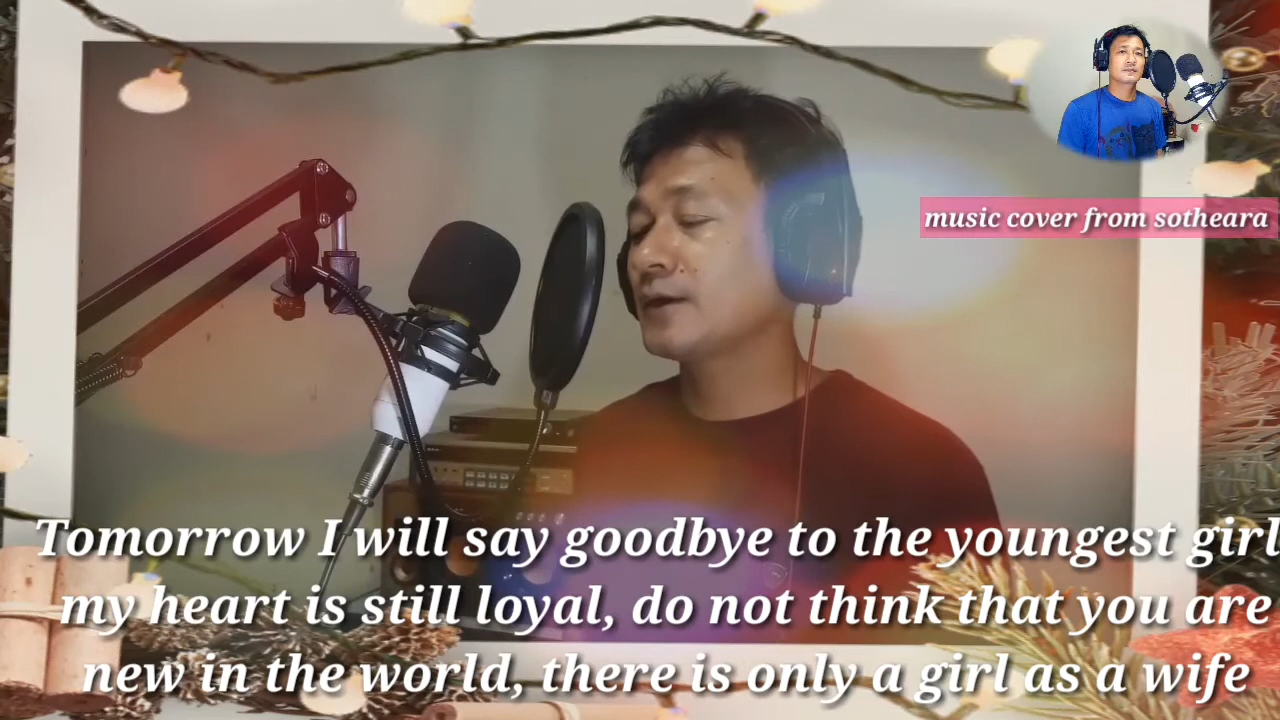 music cover from sotheara
Tomorrow I will say goodbye to the youngest girl
my heart is still loyal, do not think that you are
new in the world, there is only a girl as a wife